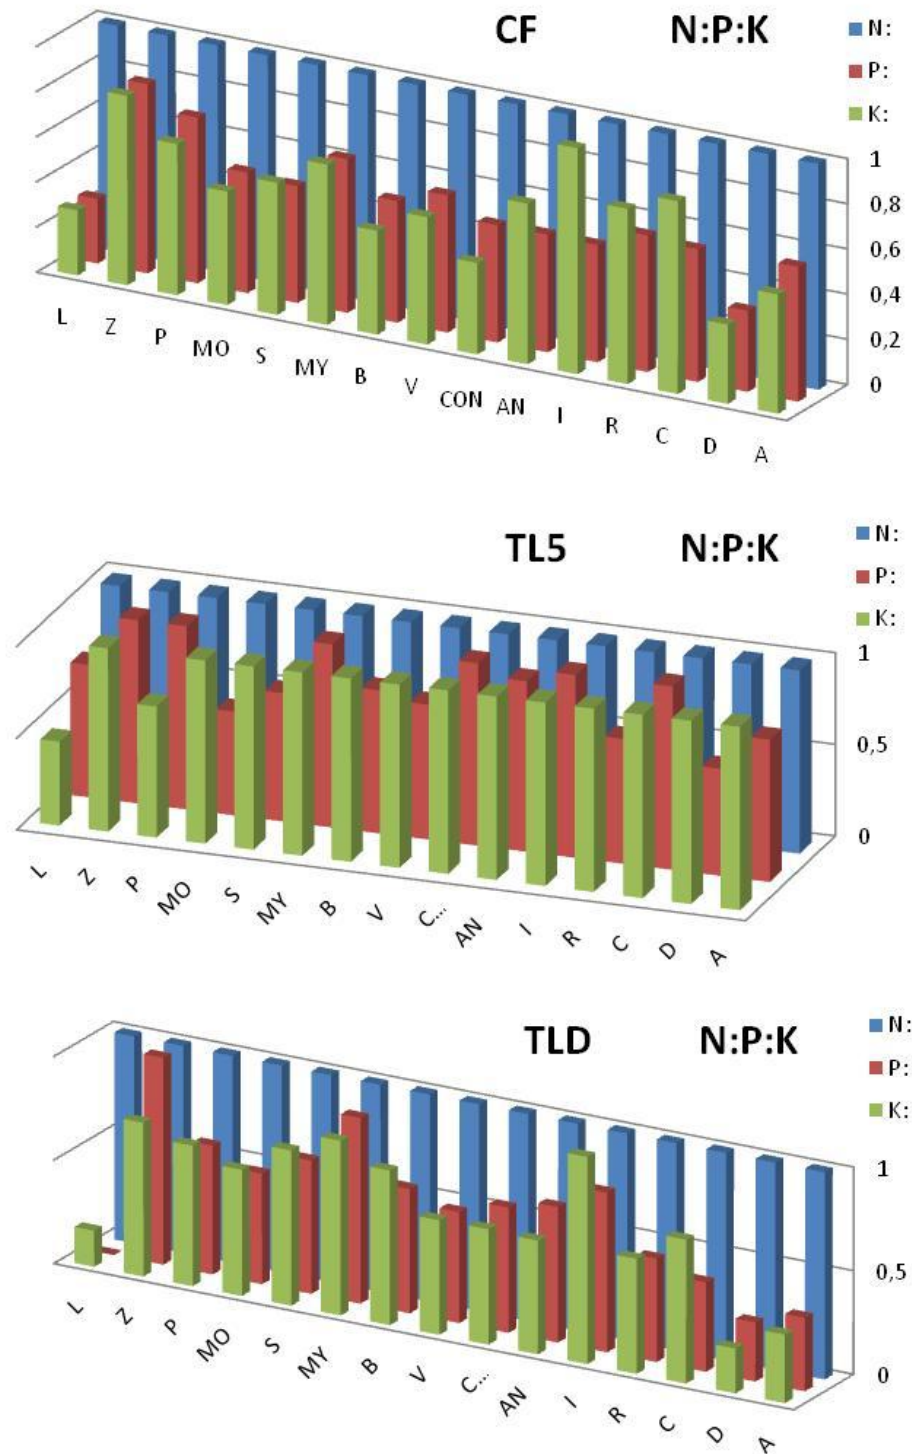 CF N:P:K
N:
P:
K:
1
0,8
0,6
0,4
0,2
0
L Z P MO S MY B V CON AN I R C D A
TL5 N:P:K
N:
P:
K:
1
0,5
0
L Z P MO S MY B V C... AN I R C D A
TLD N:P:K
N:
P:
K:
1
0,5
0
L Z P MO S MY B V C... AN I R C D A